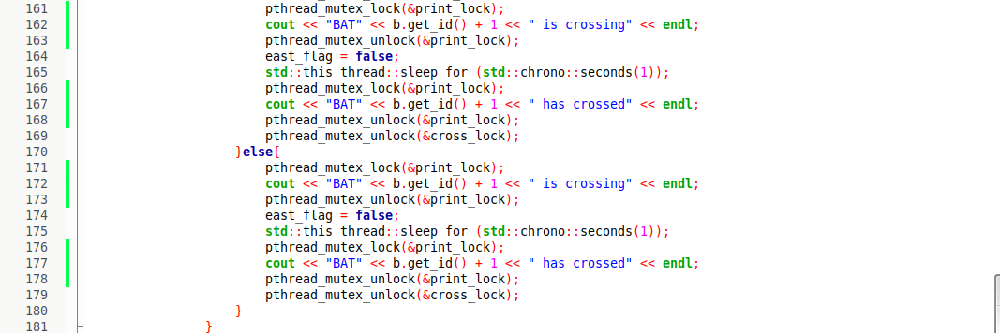 161 pthread_mutex_lock(&print_lock);
162 cout << "BAT" << b.get_id() + 1 << " is crossing" << endl;
163 pthread_mutex_unlock(&print_lock);
164 east_flag = false;
165 std::this_thread::sleep_for (std::chrono::seconds(1));
166 pthread_mutex_lock(&print_lock);
167 cout << "BAT" << b.get_id() + 1 << " has crossed" << endl;
168 pthread_mutex_unlock(&print_lock);
169 pthread_mutex_unlock(&cross_lock);
170 }else{
171 pthread_mutex_lock(&print_lock);
172 cout << "BAT" << b.get_id() + 1 << " is crossing" << endl;
173 pthread_mutex_unlock(&print_lock);
174 east_flag = false;
175 std::this_thread::sleep_for (std::chrono::seconds(1));
176 pthread_mutex_lock(&print_lock);
177 cout << "BAT" << b.get_id() + 1 << " has crossed" << endl;
178 pthread_mutex_unlock(&print_lock);
179 pthread_mutex_unlock(&cross_lock);
180 }
181 }